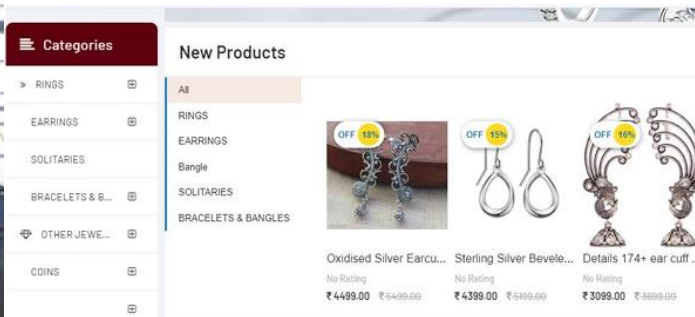 Categories
RINGS
EARRINGS
SOLITARIES
BRACELETS & B...
OTHER JEWE...
COINS
New Products
All
RINGS
EARRINGS
Bangle
SOLITARIES
BRACELETS & BANGLES
OFF 18%
OFF 15%
OFF 16%
Oxidised Silver Earcu...
Sterling Silver Bevele...
Details 174+ ear cuff .
No Rating
No Rating
No Rating
₹4499.00 ₹5499.00
₹4399.00 ₹5199.00
₹3099.00 ₹3699.00